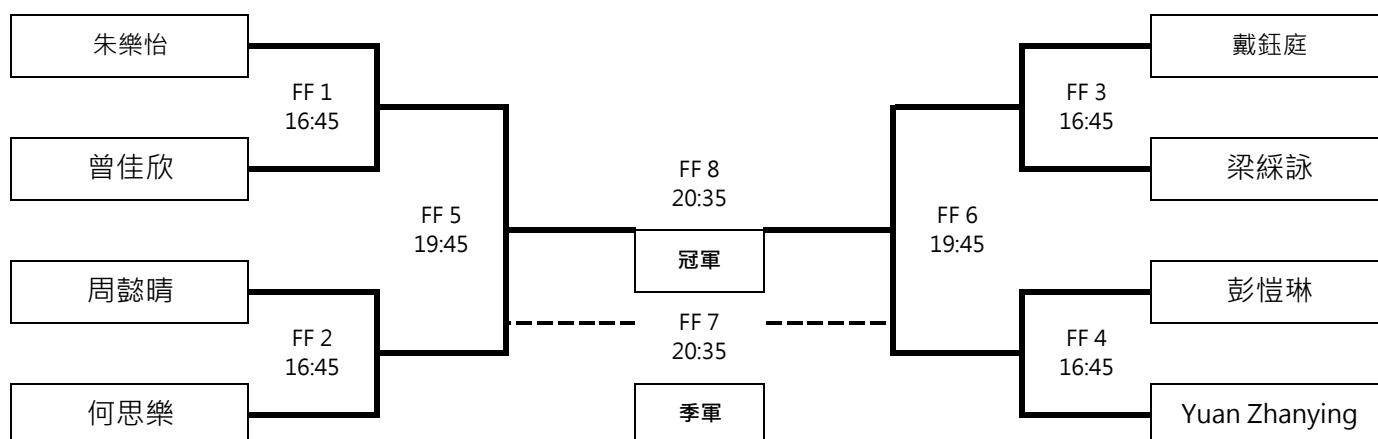 朱樂怡
戴鈺庭
FF 1
16:45
FF 3
16:45
曾佳欣
梁綵詠
FF 8
20:35
FF 5
19:45
FF 6
19:45
冠軍
周懿晴
彭愷琳
FF 7
20:35
FF 2
16:45
FF 4
16:45
何思樂
季軍
Yuan Zhanying